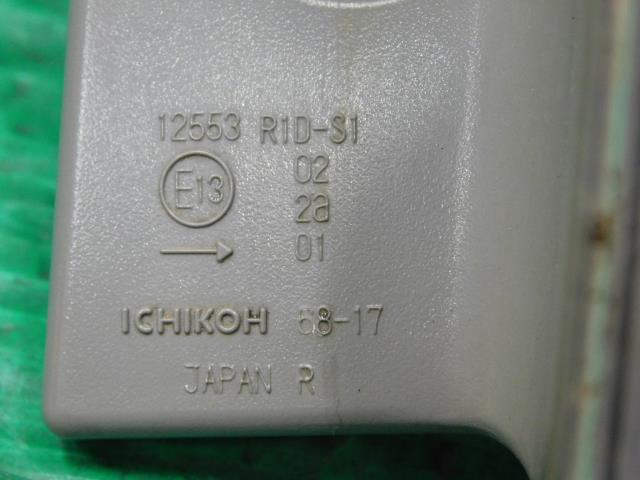 12553 R1D-S1
E13 02
2a
→ 01
ICHIKOH 68-17
JAPAN R